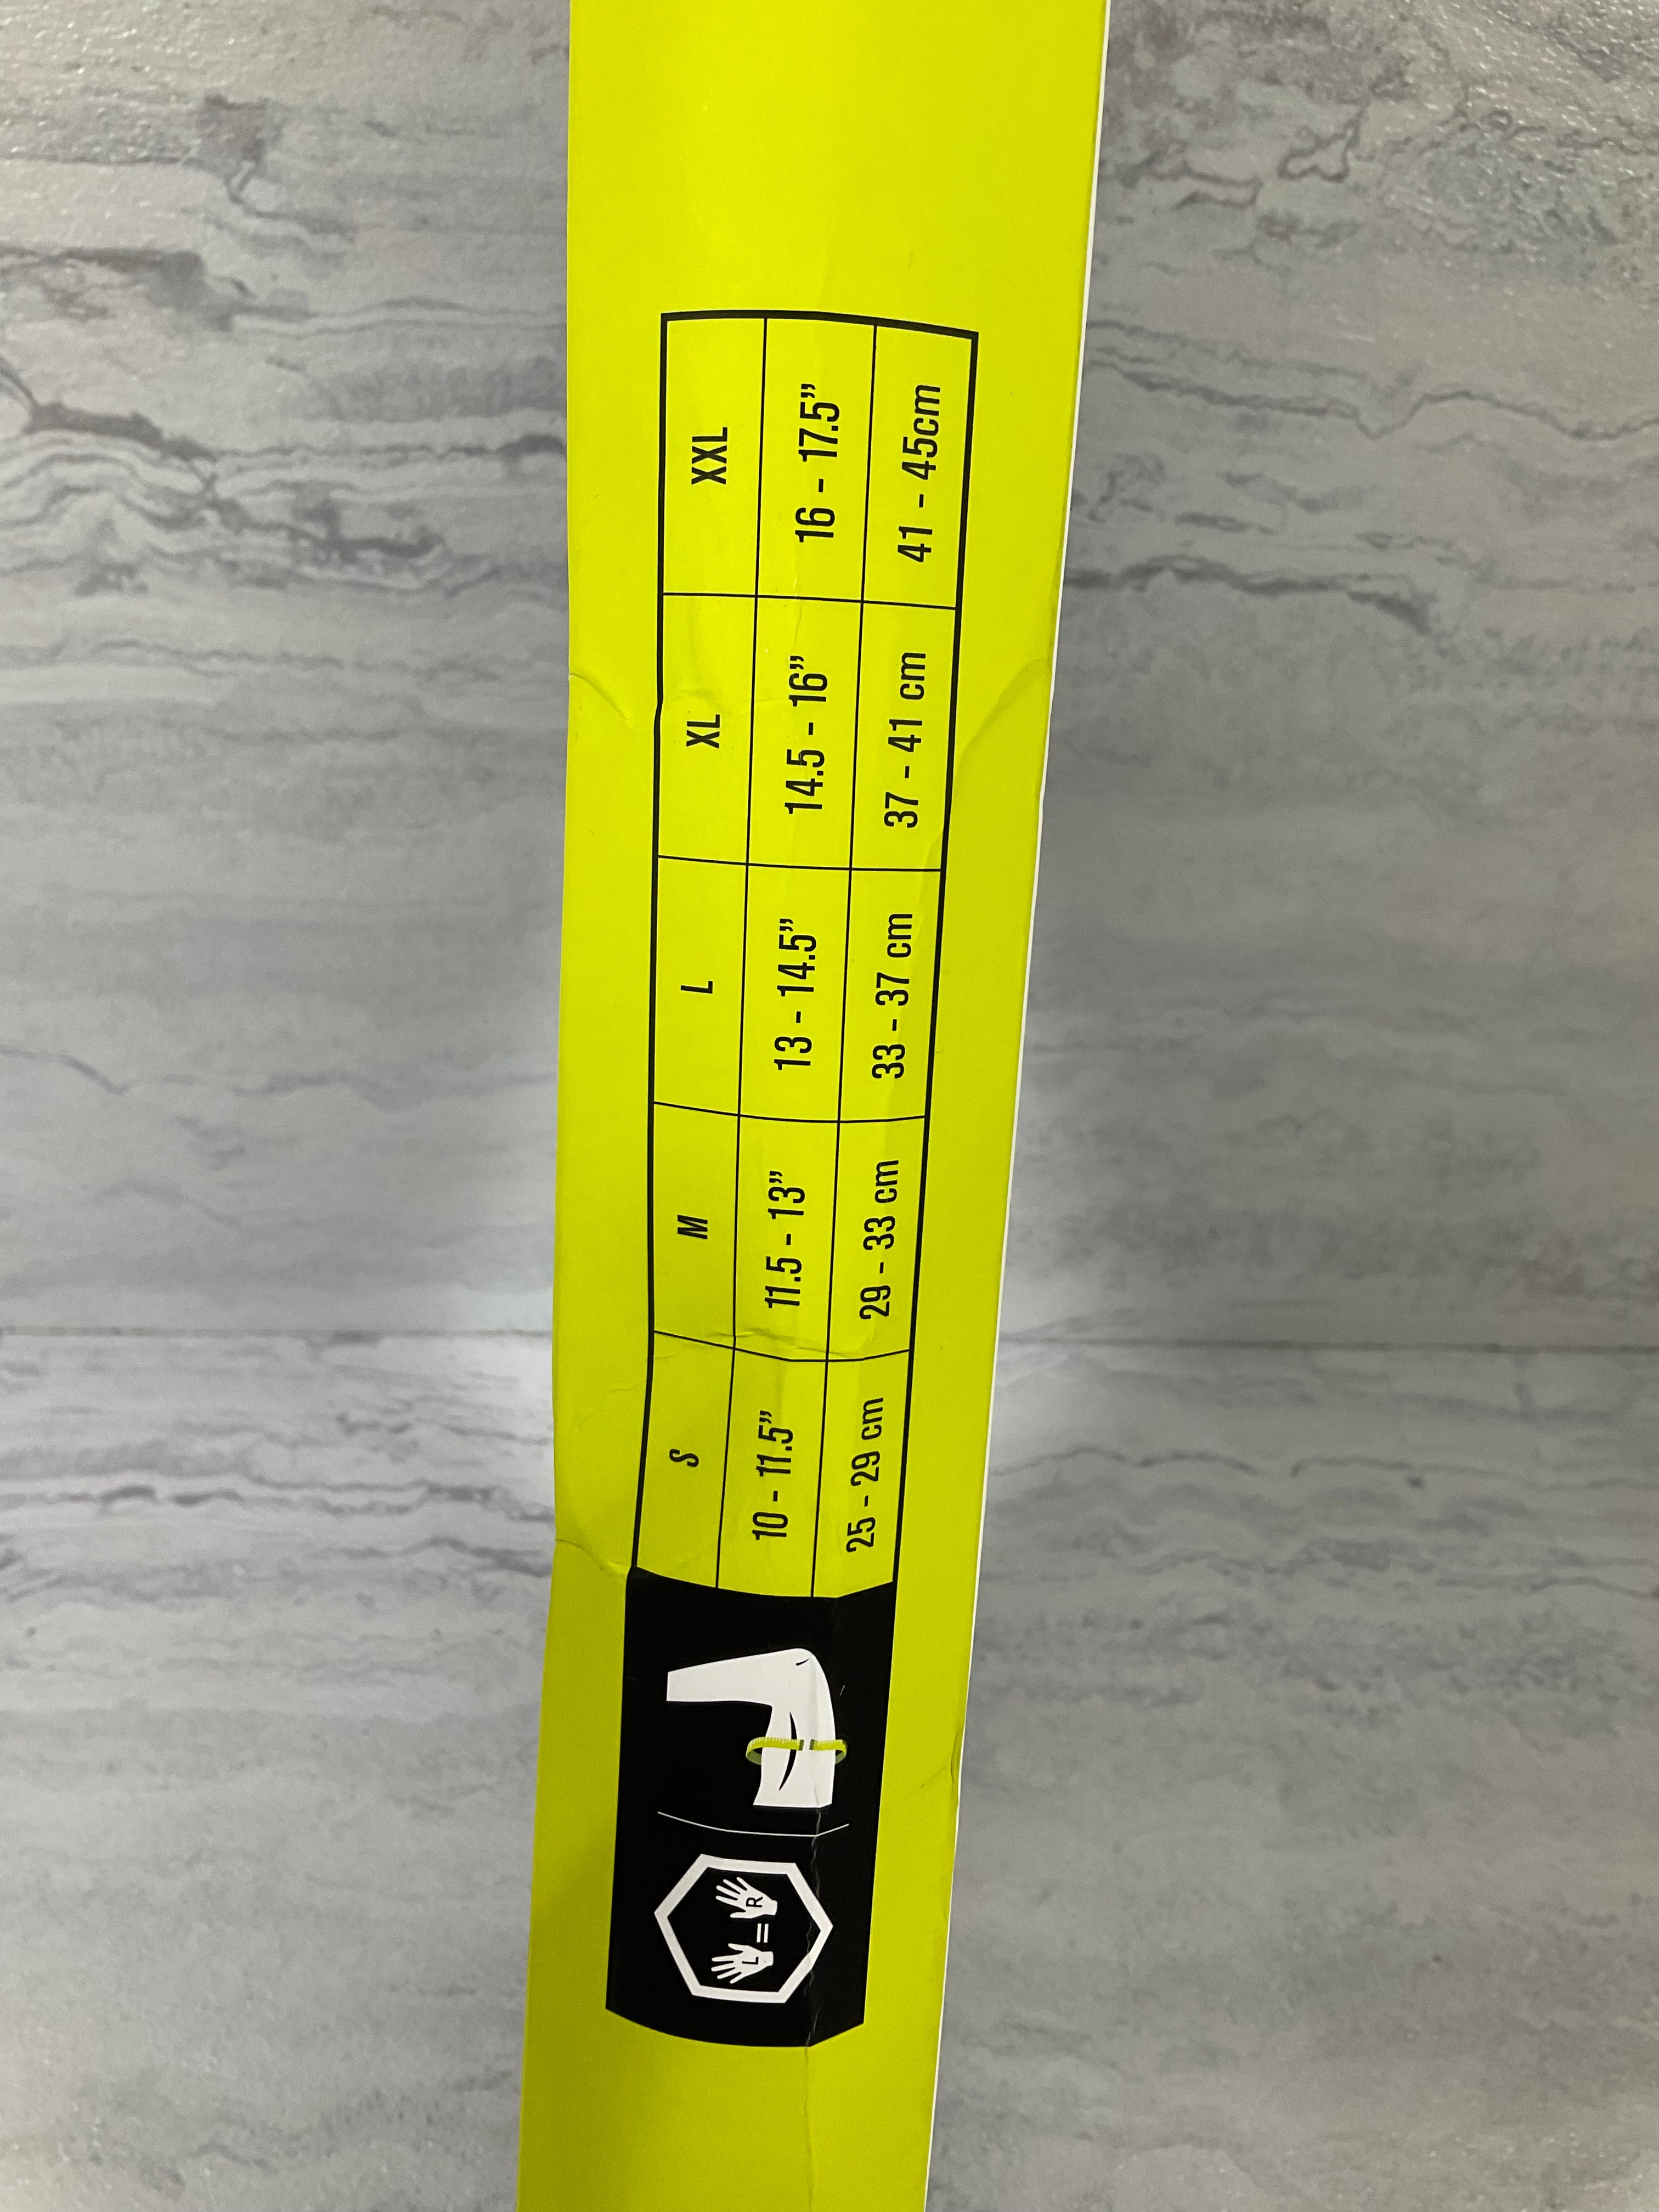 L = R
S M L XL XXL
10 - 11.5” 11.5 - 13” 13 - 14.5” 14.5 - 16” 16 - 17.5”
25 - 29 cm 29 - 33 cm 33 - 37 cm 37 - 41 cm 41 - 45cm